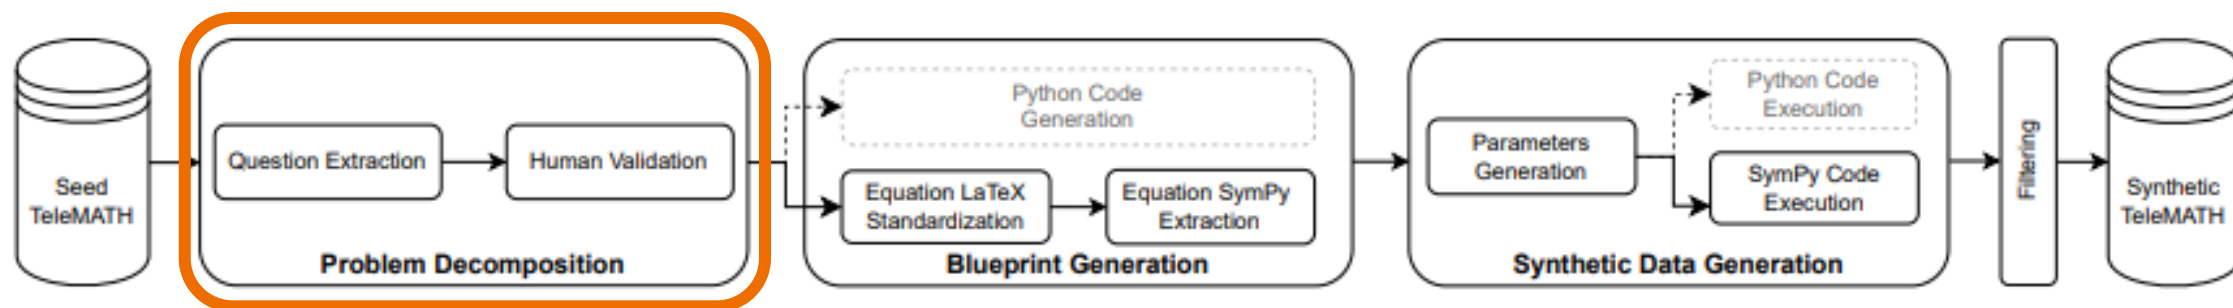 Seed
TeleMATH
Question Extraction
Human Validation
Problem Decomposition
Python Code
Generation
Equation LaTeX
Standardization
Equation SymPy
Extraction
Blueprint Generation
Parameters
Generation
Python Code
Execution
SymPy Code
Execution
Synthetic Data Generation
Filtering
Synthetic
TeleMATH